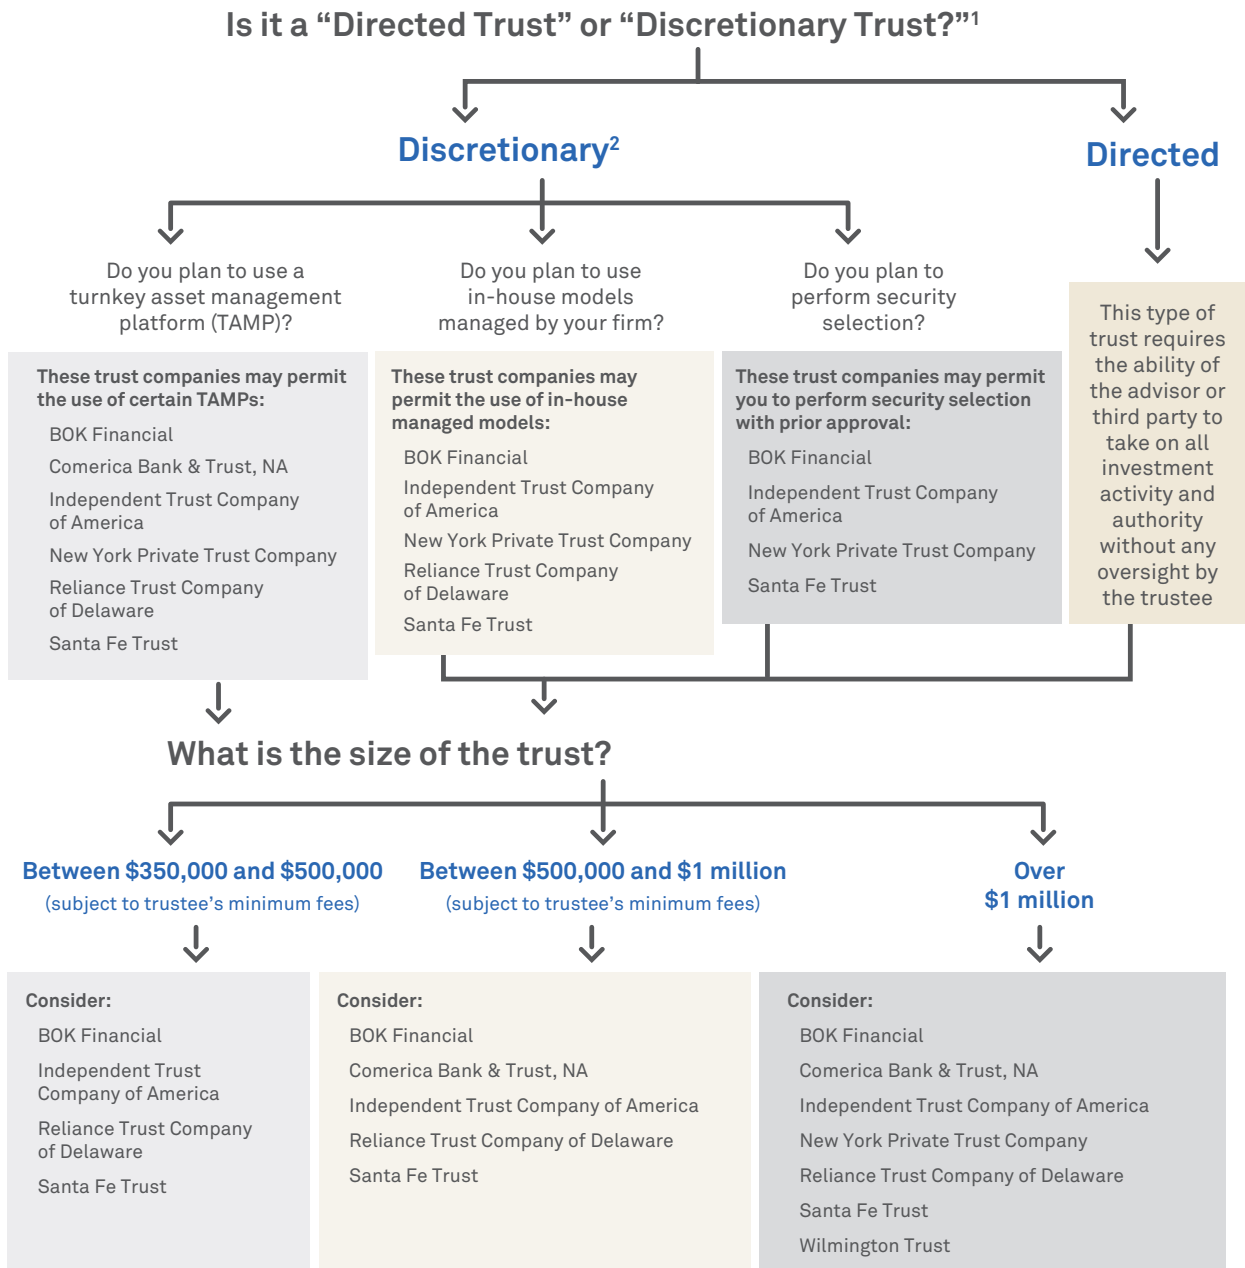 Is it a “Directed Trust” or “Discretionary Trust?”1
Discretionary2
Directed
Do you plan to use a
turnkey asset management
platform (TAMP)?
These trust companies may permit
the use of certain TAMPs:
BOK Financial
Comerica Bank & Trust, NA
Independent Trust Company
of America
New York Private Trust Company
Reliance Trust Company
of Delaware
Santa Fe Trust
Do you plan to use
in-house models
managed by your firm?
These trust companies may
permit the use of in-house
managed models:
BOK Financial
Independent Trust Company
of America
New York Private Trust Company
Reliance Trust Company
of Delaware
Santa Fe Trust
Do you plan to
perform security
selection?
These trust companies may permit
you to perform security selection
with prior approval:
BOK Financial
Independent Trust Company
of America
New York Private Trust Company
Santa Fe Trust
This type of
trust requires
the ability of
the advisor or
third party to
take on all
investment
activity and
authority
without any
oversight by
the trustee
What is the size of the trust?
Between $350,000 and $500,000
(subject to trustee’s minimum fees)
Consider:
BOK Financial
Independent Trust
Company of America
Reliance Trust Company
of Delaware
Santa Fe Trust
Between $500,000 and $1 million
(subject to trustee’s minimum fees)
Consider:
BOK Financial
Comerica Bank & Trust, NA
Independent Trust Company of America
Reliance Trust Company of Delaware
Santa Fe Trust
Over
$1 million
Consider:
BOK Financial
Comerica Bank & Trust, NA
Independent Trust Company of America
New York Private Trust Company
Reliance Trust Company of Delaware
Santa Fe Trust
Wilmington Trust